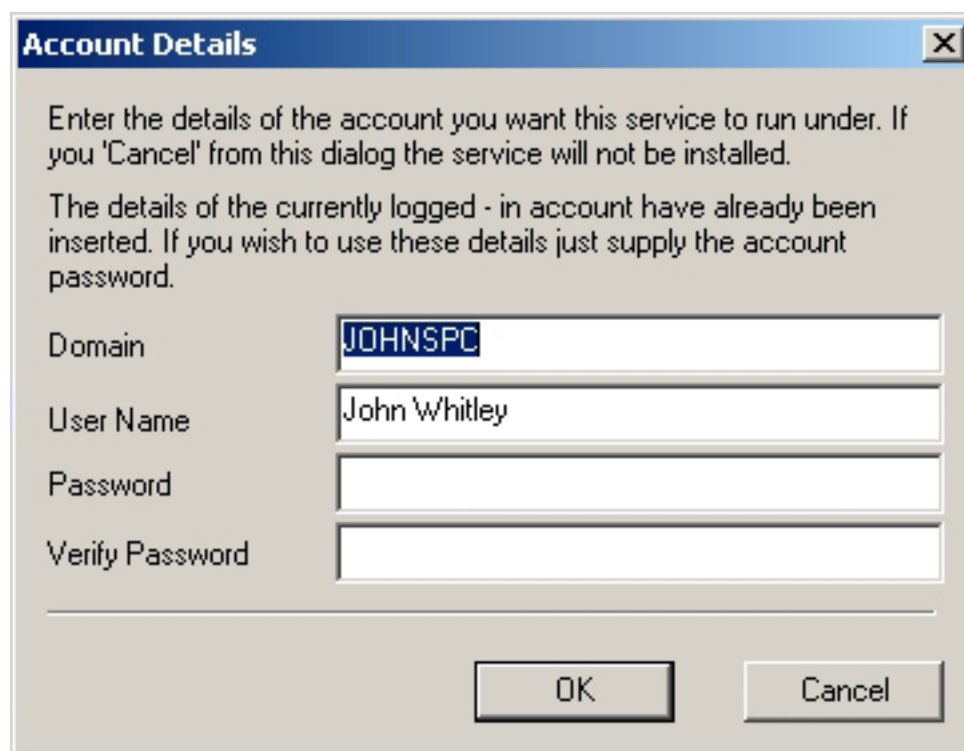 Account Details
Enter the details of the account you want this service to run under. If
you 'Cancel' from this dialog the service will not be installed.
The details of the currently logged - in account have already been
inserted. If you wish to use these details just supply the account
password.
Domain JOHNSPC
User Name John Whitley
Password
Verify Password
OK Cancel